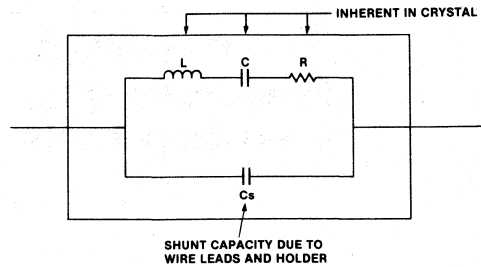 INHERENT IN CRYSTAL
L C R
Cs
SHUNT CAPACITY DUE TO
WIRE LEADS AND HOLDER